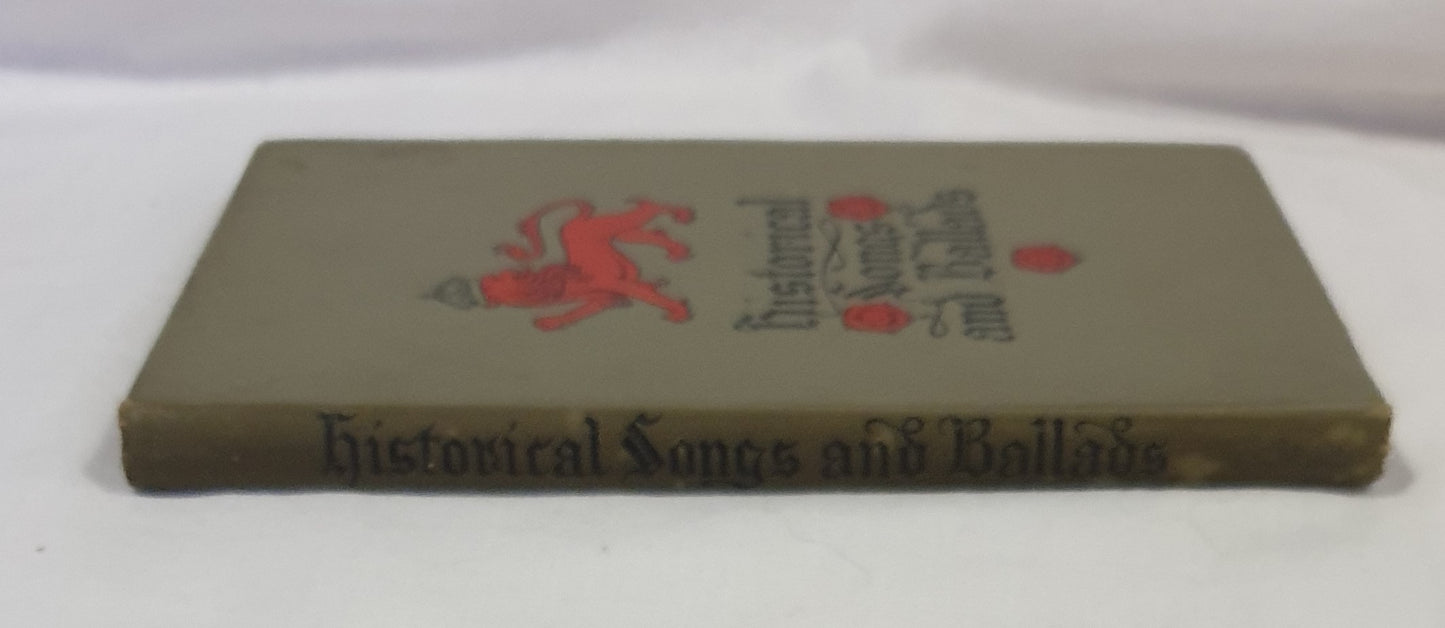 Historical
Songs
and Ballads
Historical Songs and Ballads